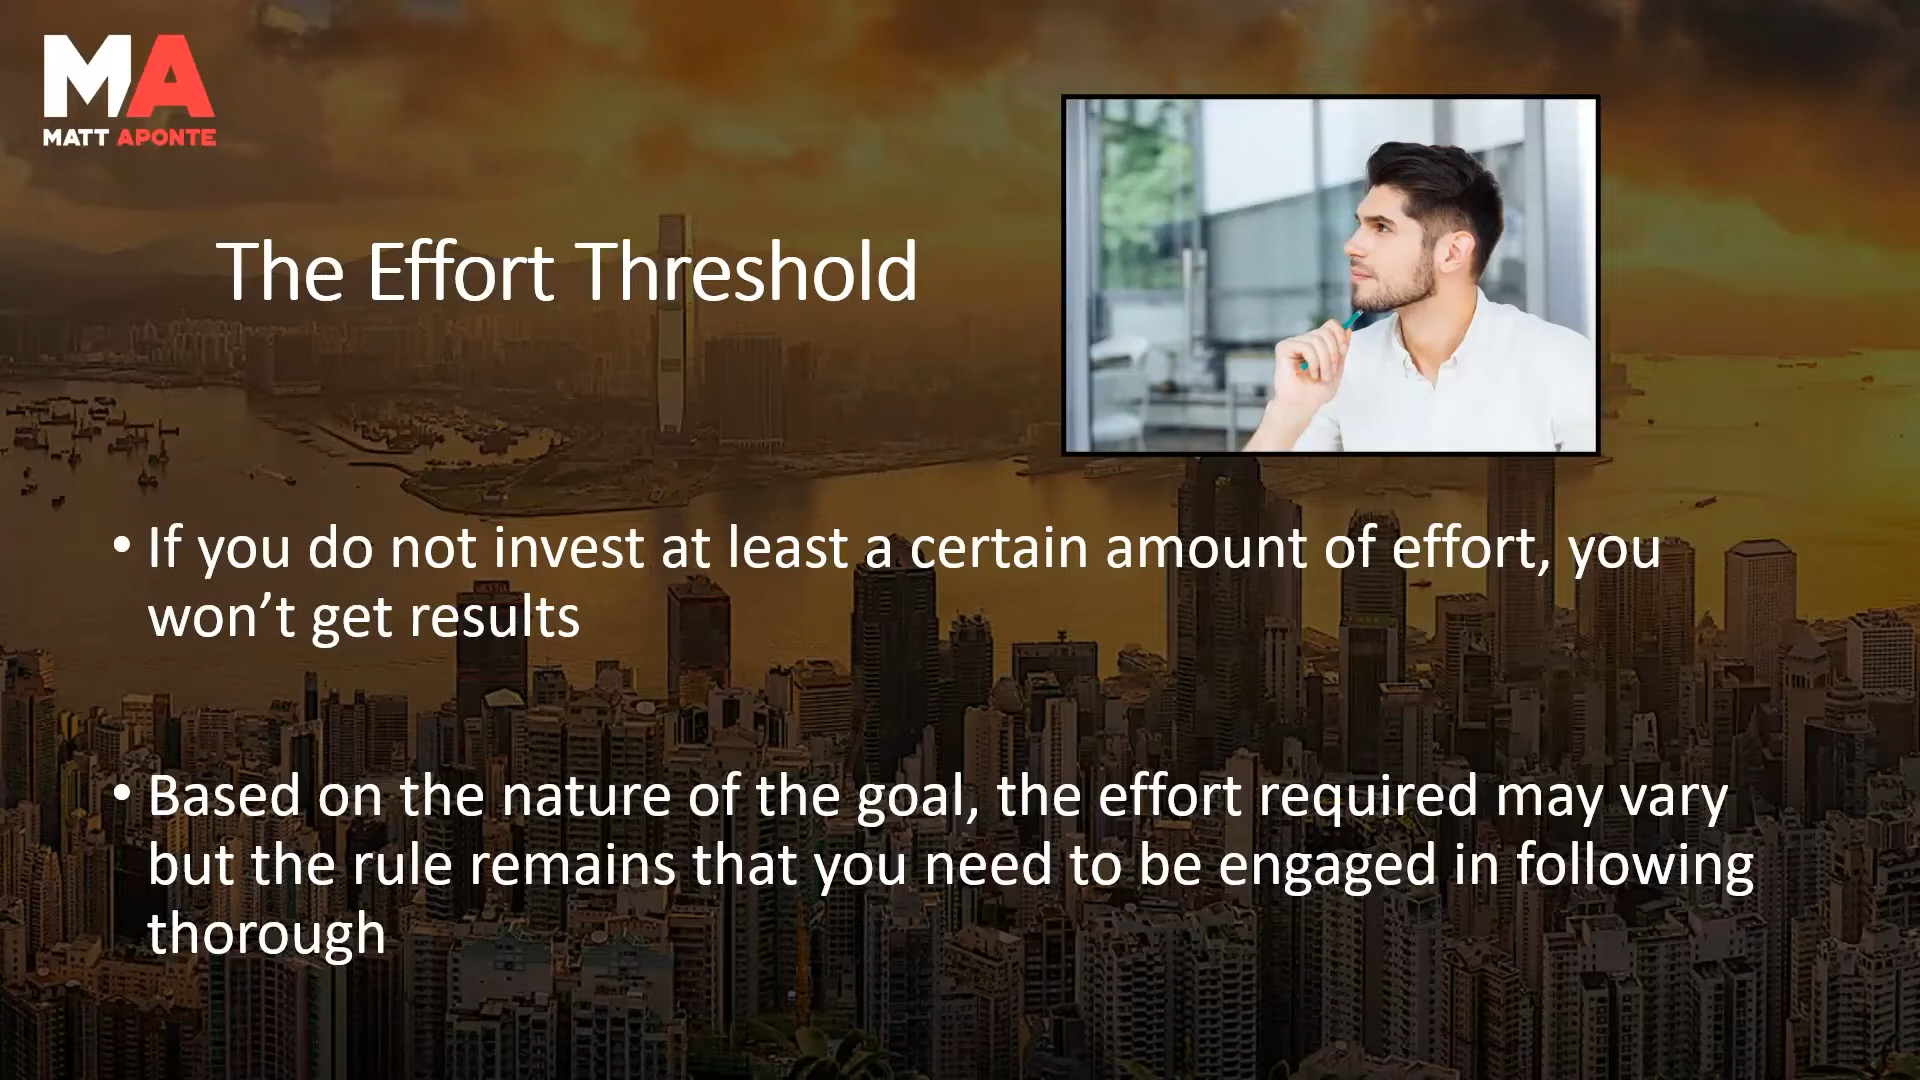 MA
MATT APONTE
The Effort Threshold
• If you do not invest at least a certain amount of effort, you
won’t get results
• Based on the nature of the goal, the effort required may vary
but the rule remains that you need to be engaged in following
thorough